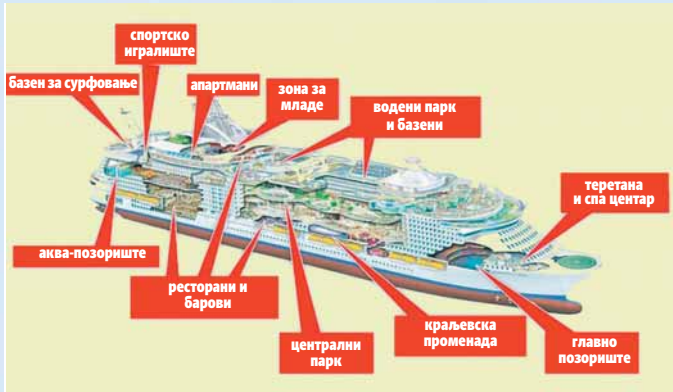 спортско
игралиште
базен за сурфовање
апартмани
зона за
младе
водени парк
и базени
теретана
и спа центар
аква-позориште
ресторани и
барови
централни
парк
краљевска
променада
главно
позориште